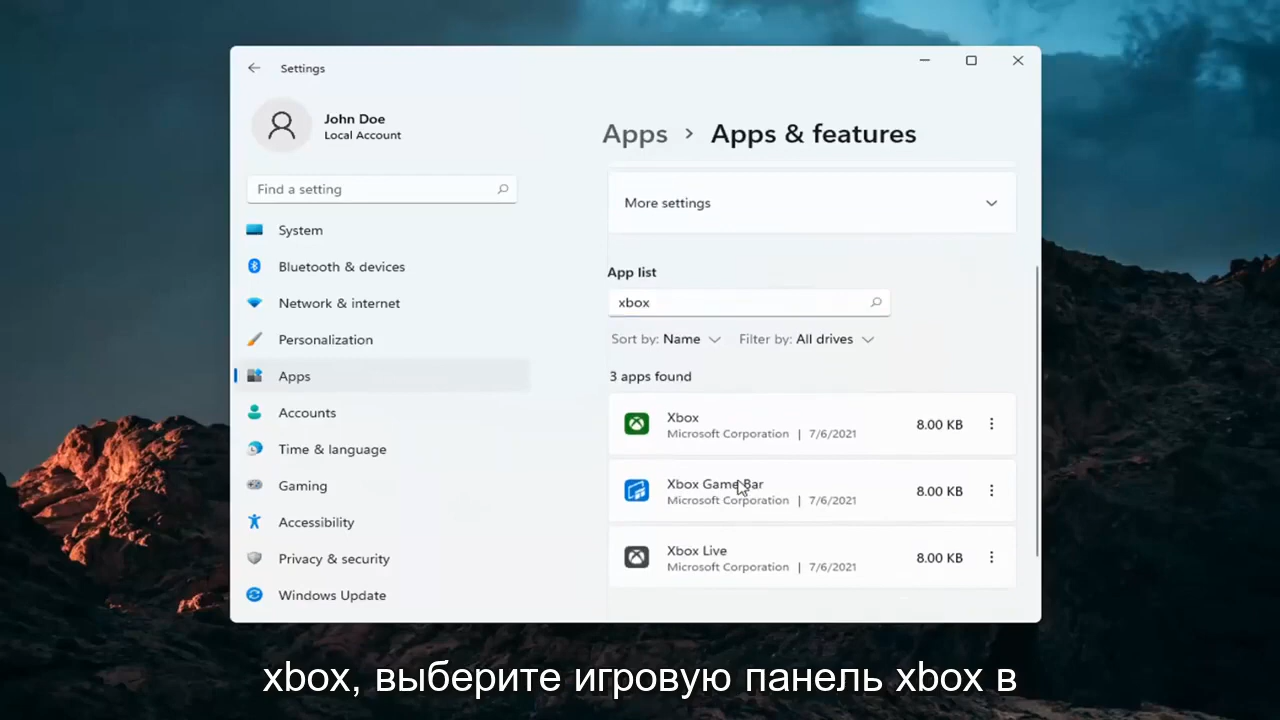 Settings
John Doe
Local Account
Find a setting
System
Bluetooth & devices
Network & internet
Personalization
Apps
Accounts
Time & language
Gaming
Accessibility
Privacy & security
Windows Update
Apps > Apps & features
More settings
App list
xbox
Sort by: Name Filter by: All drives
3 apps found
Xbox
Microsoft Corporation | 7/6/2021
8.00 KB
Xbox Game Bar
Microsoft Corporation | 7/6/2021
8.00 KB
Xbox Live
Microsoft Corporation | 7/6/2021
8.00 KB
xbox, выберите игровую панель xbox в